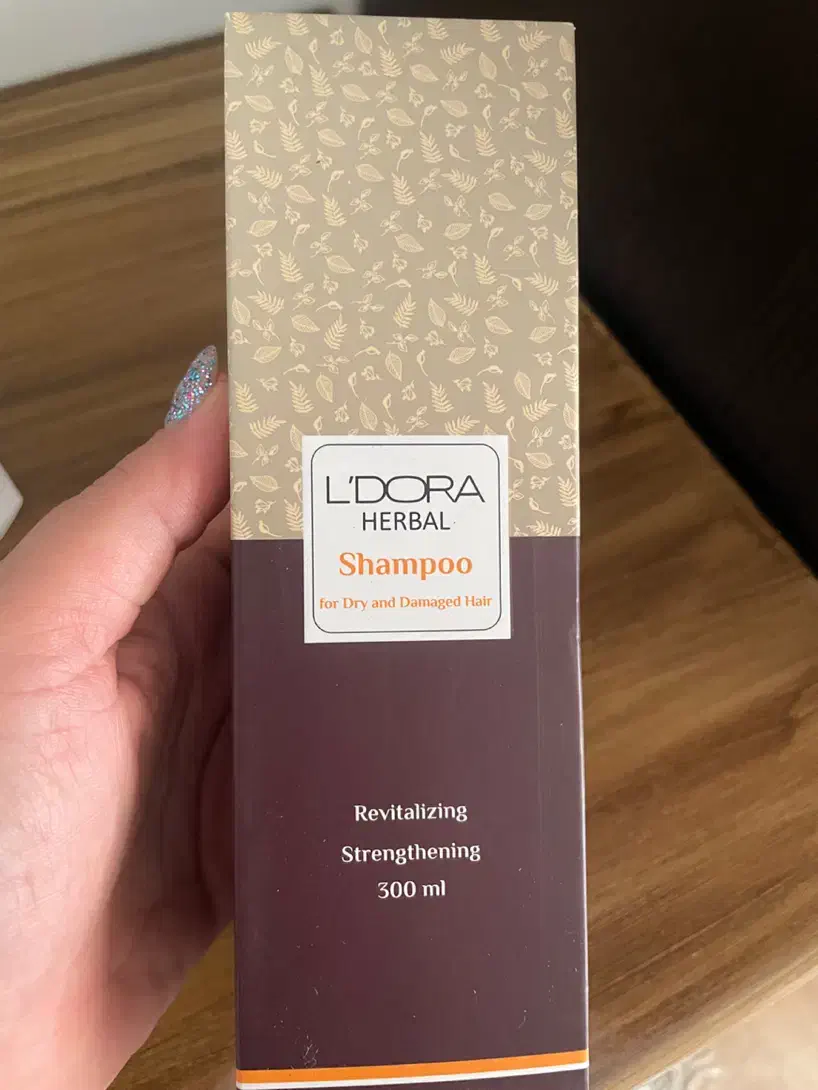 L'DORA
HERBAL
Shampoo
for Dry and Damaged Hair
Revitalizing
Strengthening
300 ml